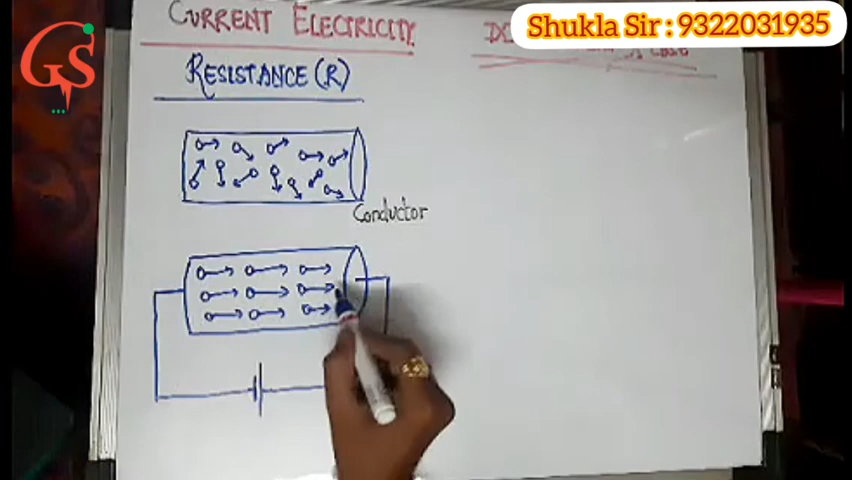 CURRENT ELECTRICITY
Shukla Sir : 9322031935
RESISTANCE (R)
Conductor
GS